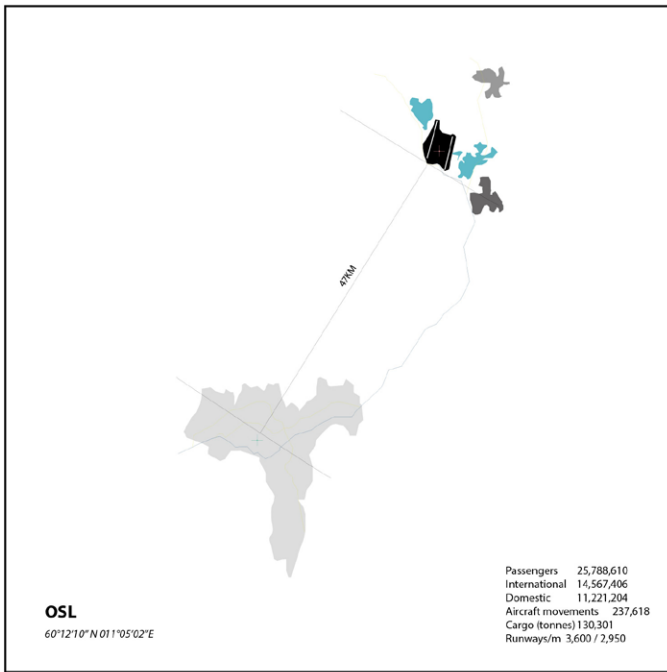 47KM
OSL
60°12'10" N 011°05'02"E
Passengers 25,788,610
International 14,567,406
Domestic 11,221,204
Aircraft movements 237,618
Cargo (tonnes) 130,301
Runways/m 3,600 / 2,950